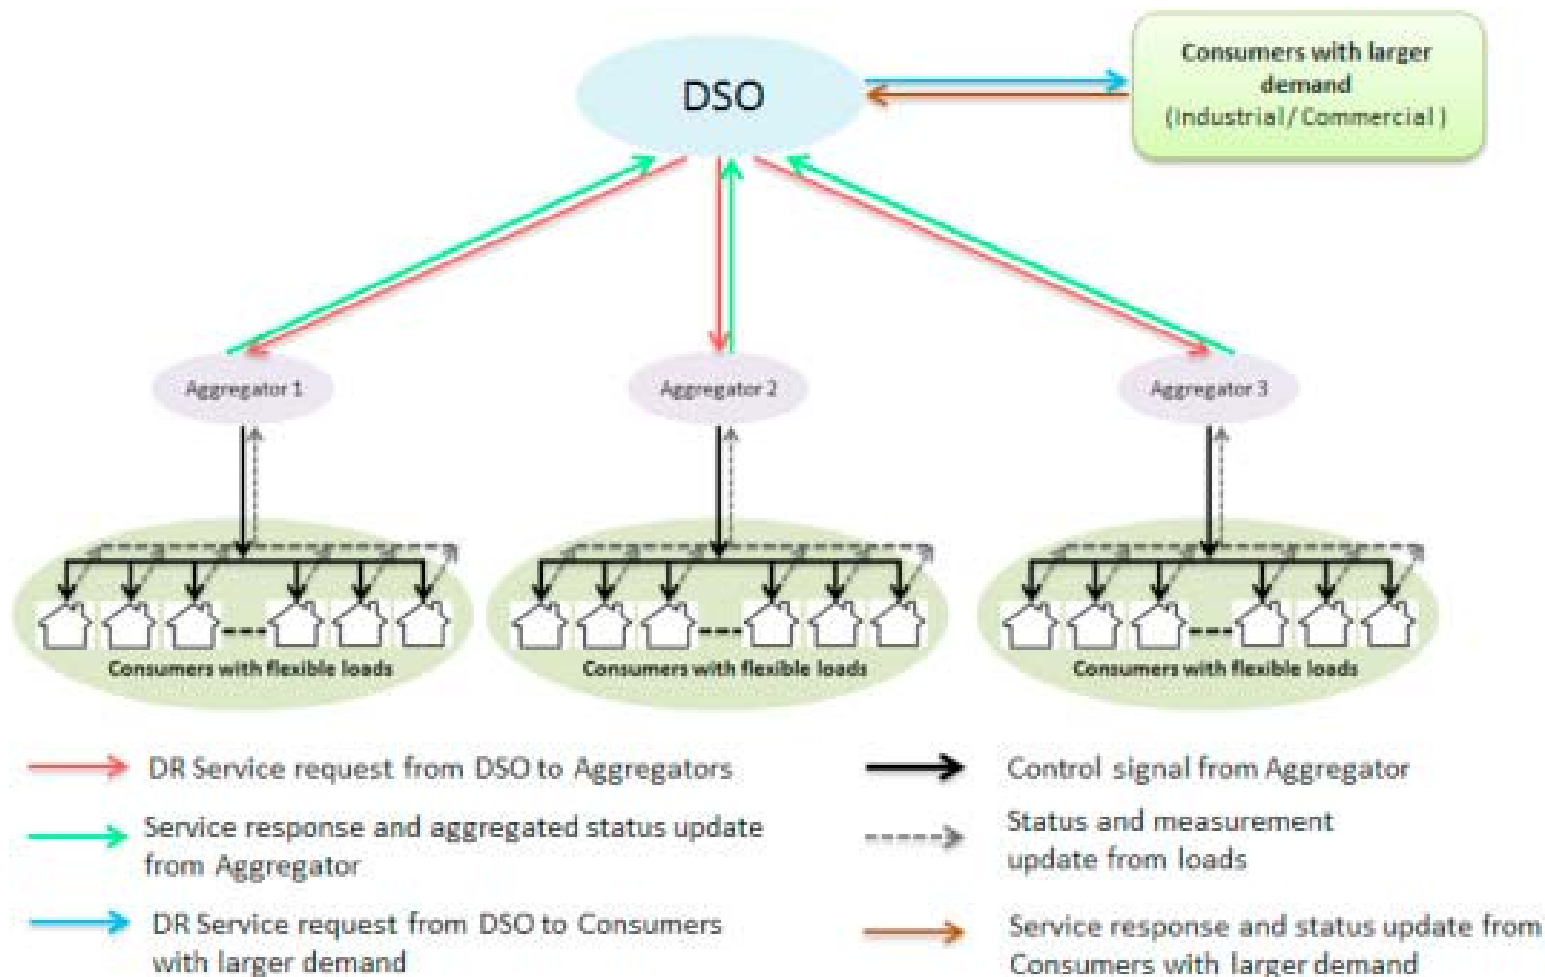 DSO
Consumers with larger
demand
(Industrial/Commercial)
Aggregator 1
Aggregator 2
Aggregator 3
Consumers with flexible loads
Consumers with flexible loads
Consumers with flexible loads
DR Service request from DSO to Aggregators
Service response and aggregated status update
from Aggregator
DR Service request from DSO to Consumers
with larger demand
Control signal from Aggregator
Status and measurement
update from loads
Service response and status update from
Consumers with larger demand